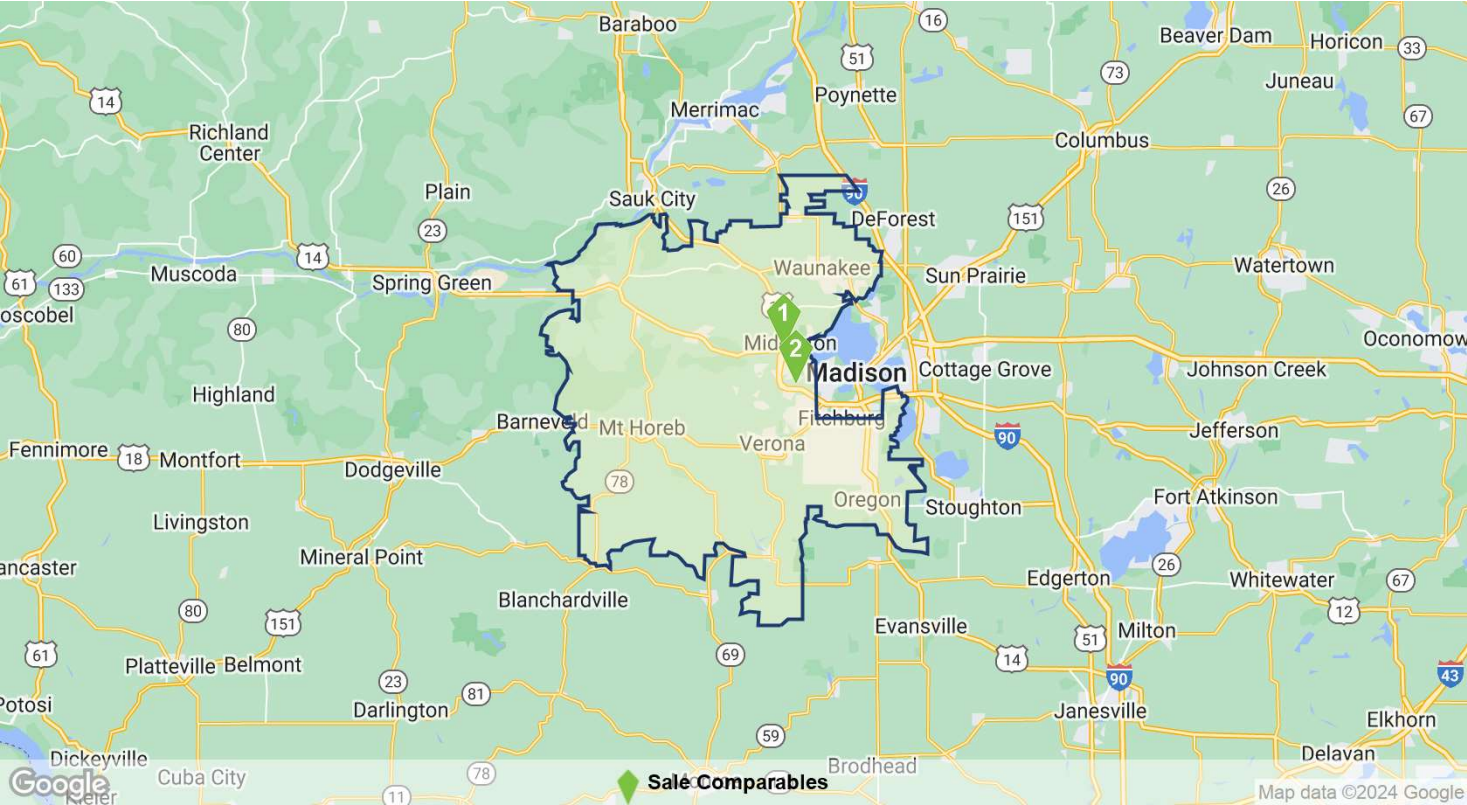 Baraboo
16
Beaver Dam
Horicon
33
51
Juneau
73
14
Merrimac
Poynette
67
Richland
Center
Columbus
26
Plain
Sauk City
90
DeForest
151
23
60
14
Waunakee
Sun Prairie
Watertown
Muscoda
Spring Green
61
133
oscobel
1
80
Mid
on
2
Oconomow
Madison
Cottage Grove
Johnson Creek
Highland
Barneveld
Mt Horeb
Fitchburg
90
Jefferson
Fennimore
18
Montfort
Verona
Dodgeville
78
Oregon
Stoughton
Fort Atkinson
Livingston
Mineral Point
ancaster
26
Edgerton
Whitewater
67
Blanchardville
80
12
151
Evansville
51
Milton
61
69
14
Platteville
Belmont
90
43
23
81
Potosi
Darlington
Janesville
Elkhorn
59
Dickeyville
Delavan
Brodhead
Google
Cuba City
78
Sale Comparables
Map data ©2024 Google
Kieler
11